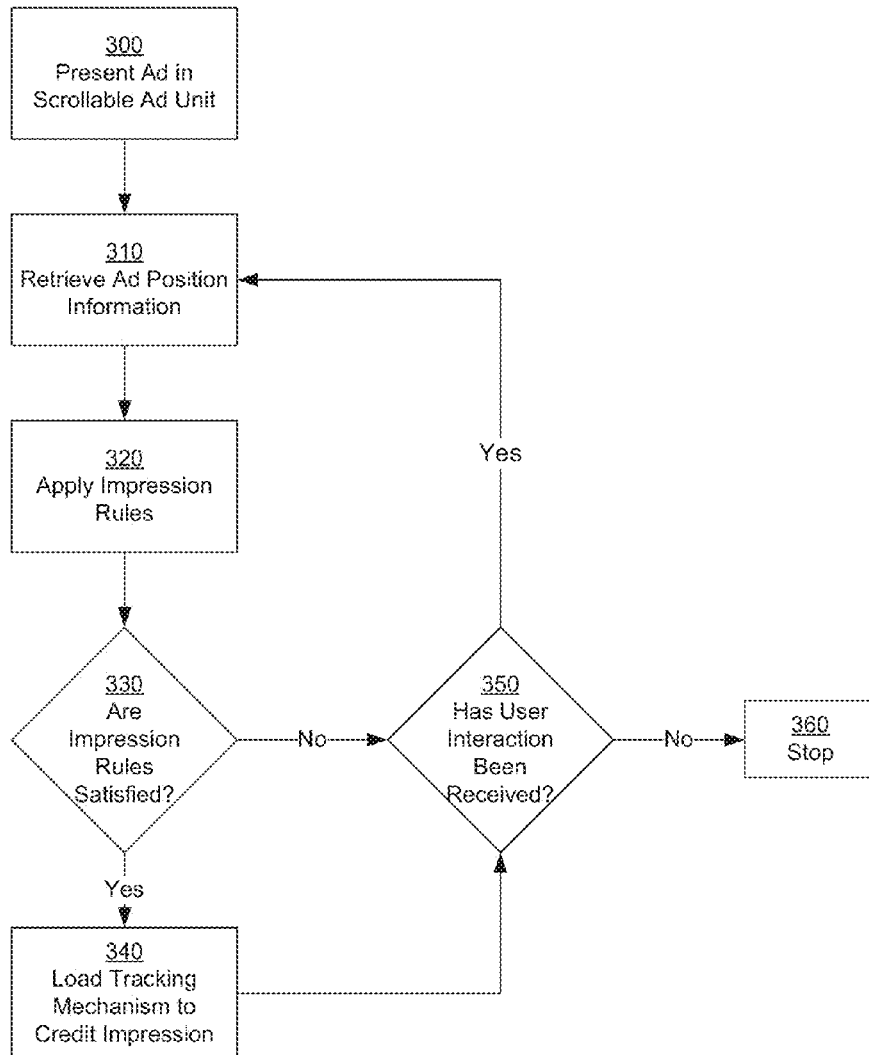 300
Present Ad in
Scrollable Ad Unit
310
Retrieve Ad Position
Information
320
Apply Impression
Rules
Yes
330
Are
Impression
Rules
Satisfied?
No
350
Has User
Interaction
Been
Received?
No
360
Stop
Yes
340
Load Tracking
Mechanism to
Credit Impression